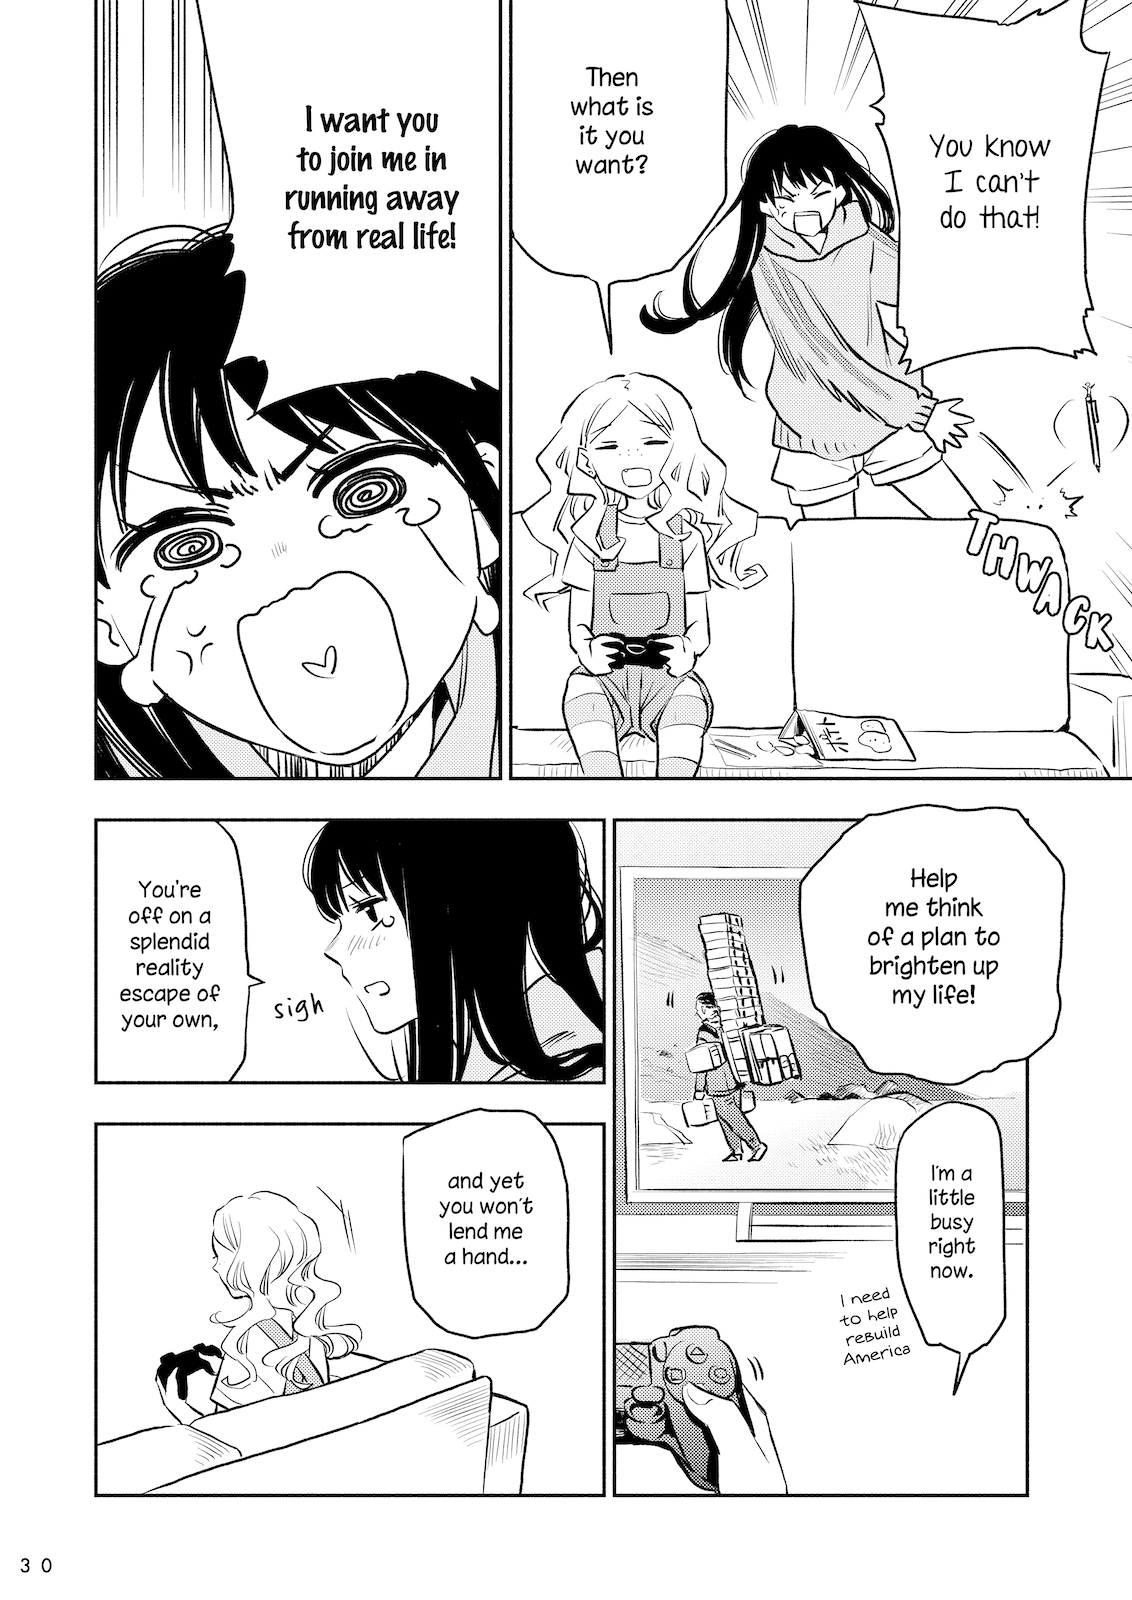 You know
I can't
do that!
Then
what is
it you
want?
THWACK
ポテト
I want you
to join me in
running away
from real life!
Help
me think
of a plan to
brighten up
my life!
I'm a
little
busy
right
now.
I need
to help
rebuild
America
You're
off on a
splendid
reality
escape of
your own,
sigh
and yet
you won't
lend me
a hand...
30